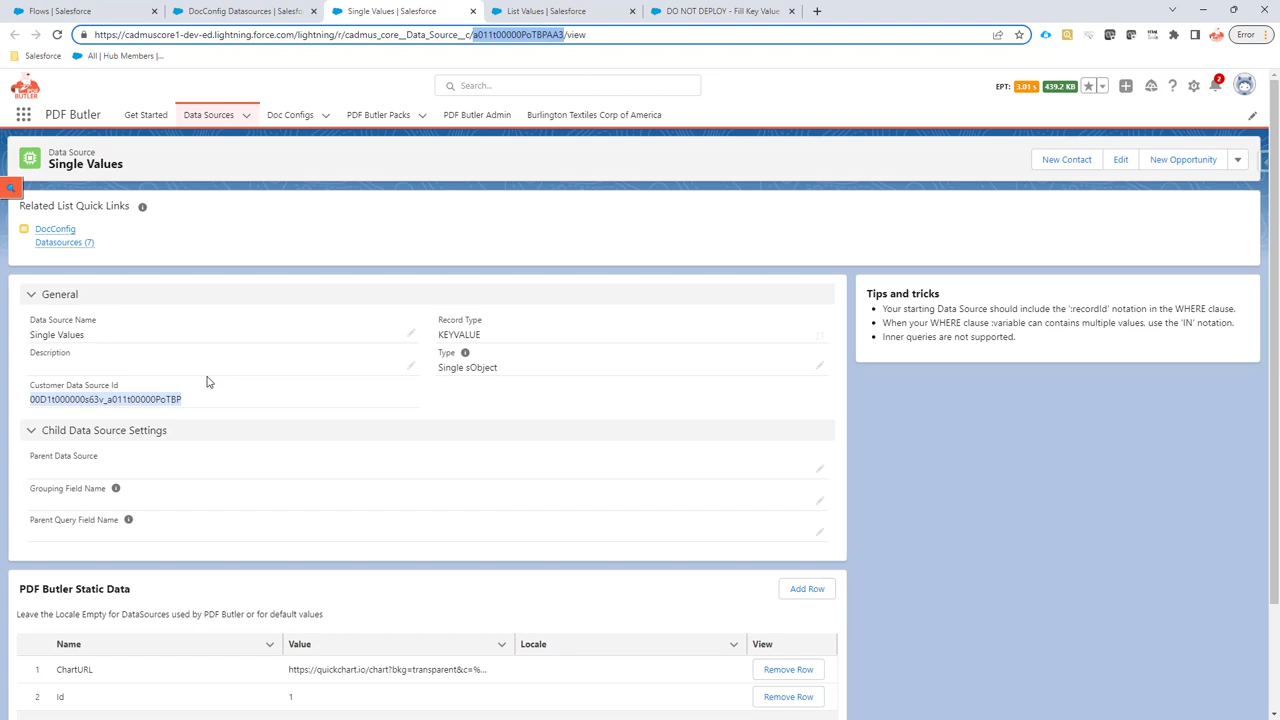 Flows | Salesforce
DocConfig Datasources | Salesfo
Single Values | Salesforce
List Values | Salesforce
DO NOT DEPLOY - Fill Key Value
https://cadmuscore1-dev-ed.lightning.force.com/lightning/r/cadmus_core__Data_Source__c/a011t00000PoTBPAA3/view
Error
Salesforce
All | Hub Members |...
PDF BUTLER
Search...
EPT: 3.01 s 439.2 KB
2
PDF Butler
Get Started
Data Sources
Doc Configs
PDF Butler Packs
PDF Butler Admin
Burlington Textiles Corp of America
Data Source
Single Values
New Contact
Edit
New Opportunity
Related List Quick Links
DocConfig
Datasources (7)
General
Data Source Name
Single Values
Record Type
KEYVALUE
Description
Type
Single sObject
Customer Data Source Id
00D1t000000s63v_a011t00000PoTBP
Child Data Source Settings
Parent Data Source
Grouping Field Name
Parent Query Field Name
Tips and tricks
Your starting Data Source should include the ':recordId' notation in the WHERE clause.
When your WHERE clause :variable can contains multiple values, use the 'IN' notation.
Inner queries are not supported.
PDF Butler Static Data
Add Row
Leave the Locale Empty for DataSources used by PDF Butler or for default values
Name Value Locale View
1 ChartURL https://quickchart.io/chart?bkg=transparent&c=%... Remove Row
2 Id 1 Remove Row